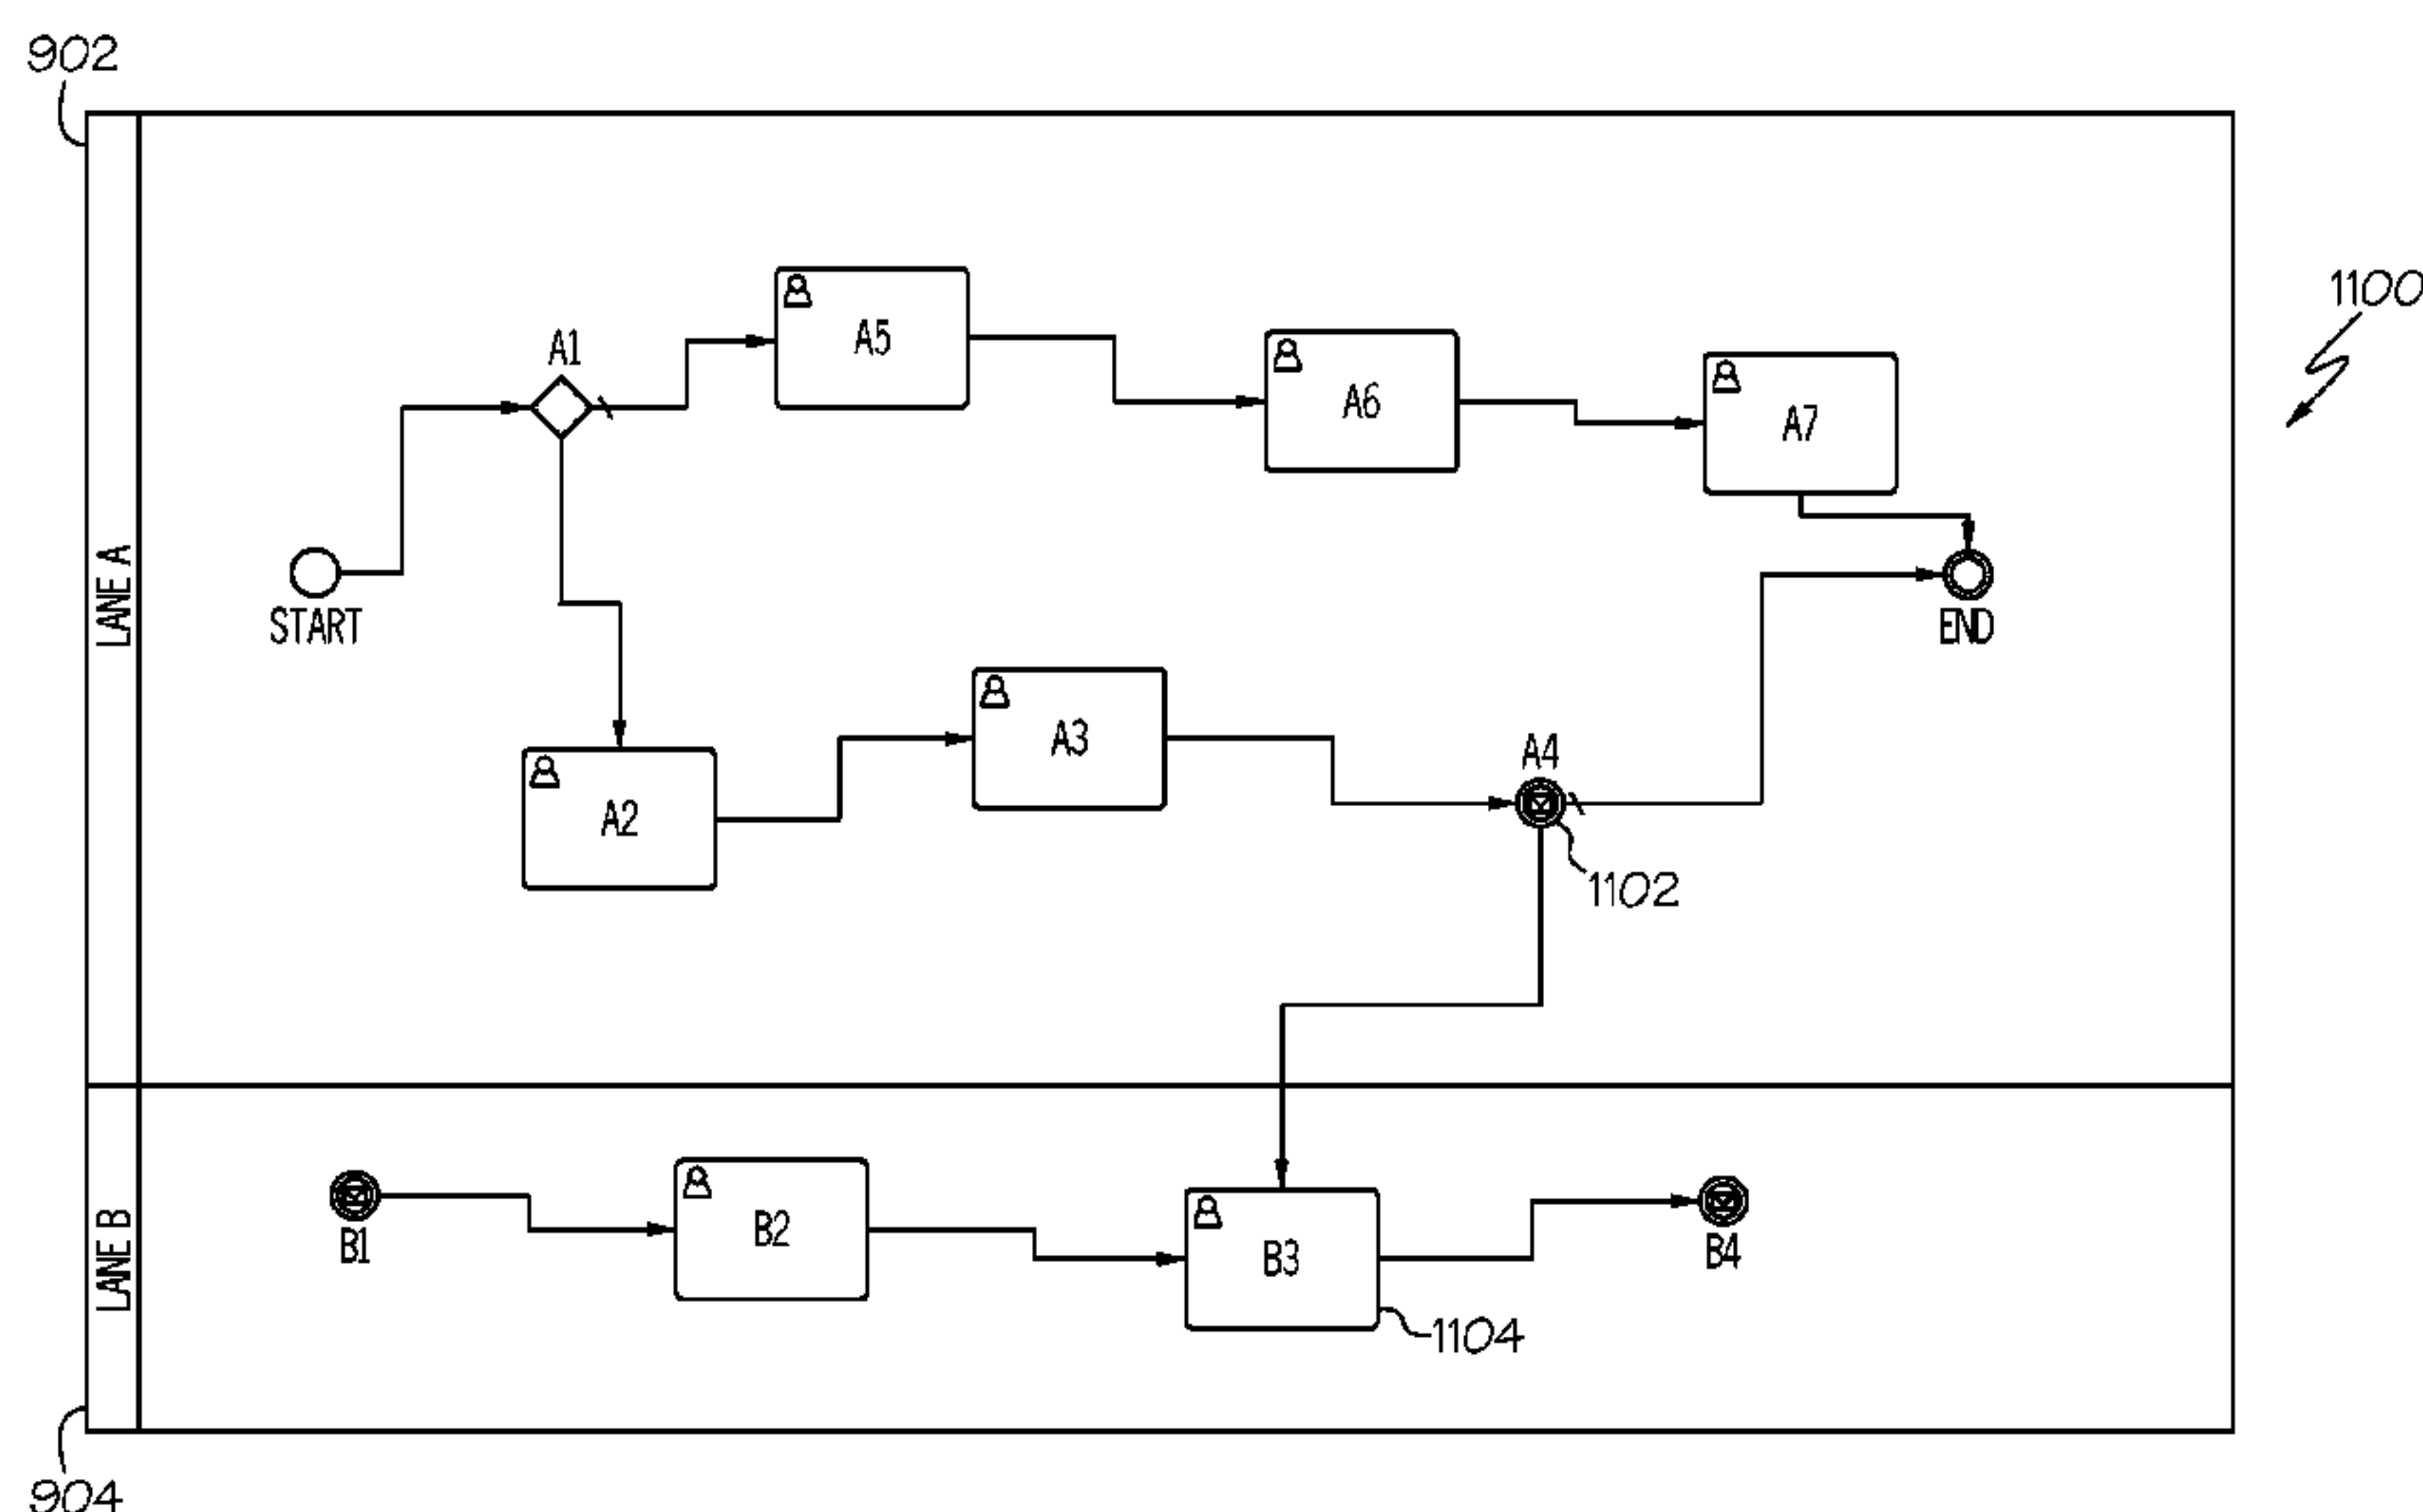 902
1100
A1
A5
A6
A7
LANE A
START
END
A2
A3
A4
1102
LANE B
B1
B2
B3
B4
1104
904